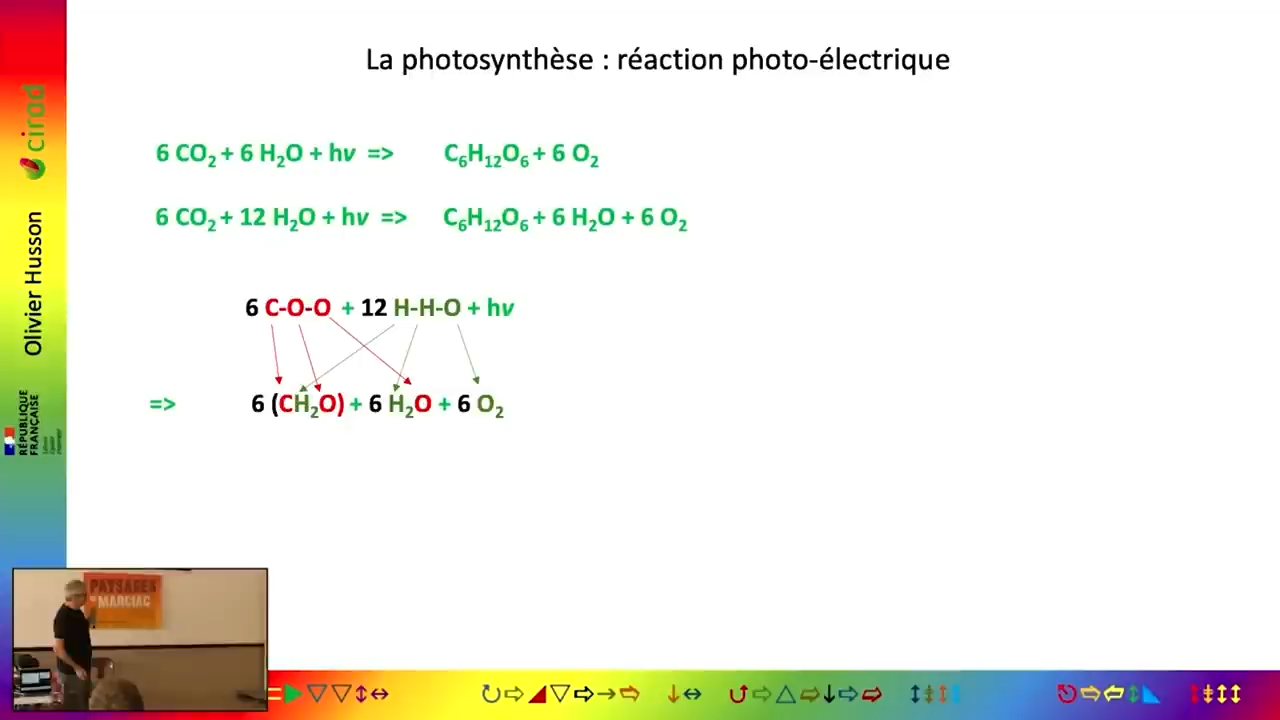 La photosynthèse : réaction photo-électrique
6 CO₂ + 6 H₂O + hν => C₆H₁₂O₆ + 6 O₂
6 CO₂ + 12 H₂O + hν => C₆H₁₂O₆ + 6 H₂O + 6 O₂
6 C-O-O + 12 H-H-O + hν
=> 6 (CH₂O) + 6 H₂O + 6 O₂
cirad
Olivier Husson
RÉPUBLIQUE
FRANÇAISE
PAYSAGES
MARCIAC